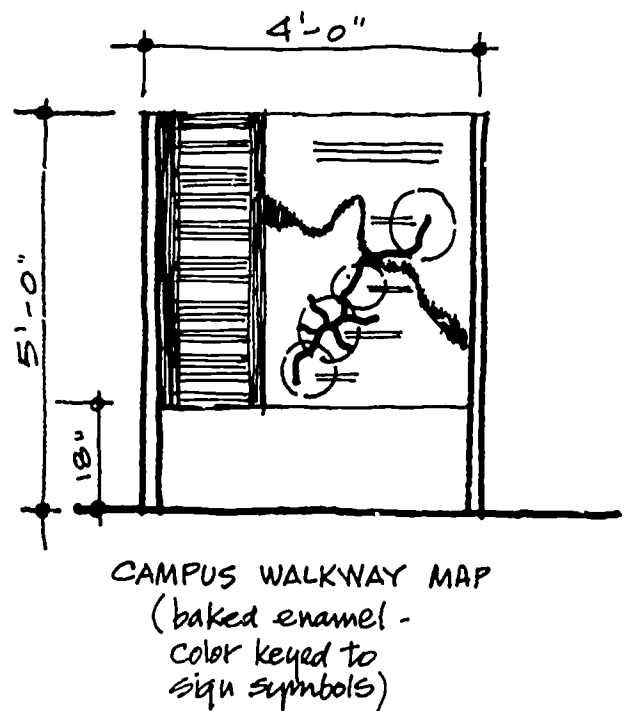 4'-0"
5'-0"
18"
CAMPUS WALKWAY MAP
(baked enamel -
color keyed to
sign symbols)